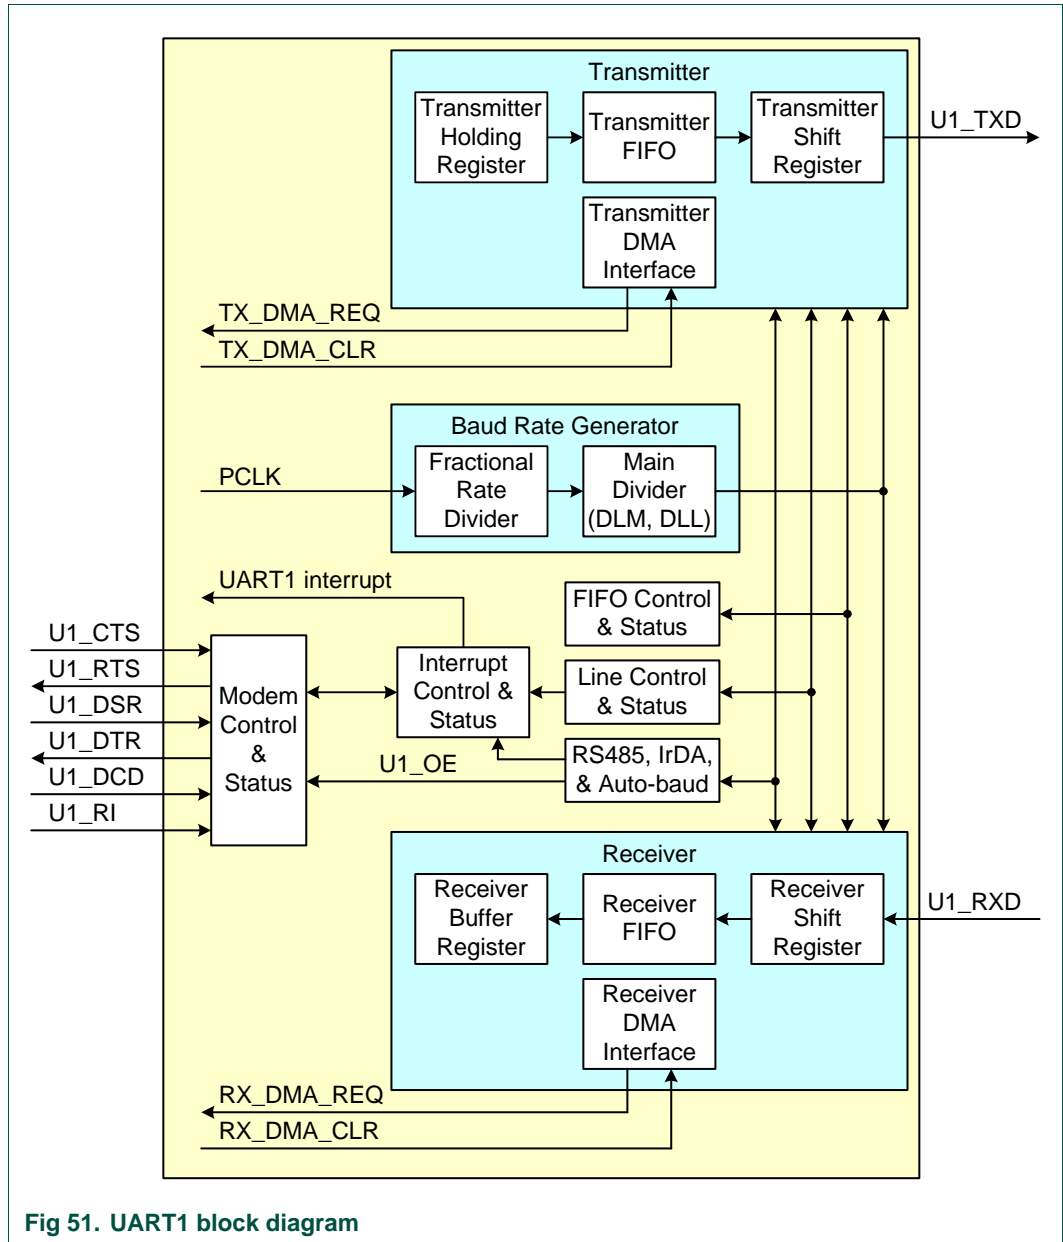 Transmitter
Transmitter
Holding
Register
Transmitter
FIFO
Transmitter
Shift
Register
U1_TXD
Transmitter
DMA
Interface
TX_DMA_REQ
TX_DMA_CLR
Baud Rate Generator
PCLK
Fractional
Rate
Divider
Main
Divider
(DLM, DLL)
UART1 interrupt
FIFO Control
& Status
U1_CTS
U1_RTS
U1_DSR
U1_DTR
U1_DCD
U1_RI
Modem
Control
&
Status
Interrupt
Control &
Status
Line Control
& Status
U1_OE
RS485, IrDA,
& Auto-baud
Receiver
Receiver
Buffer
Register
Receiver
FIFO
Receiver
Shift
Register
U1_RXD
Receiver
DMA
Interface
RX_DMA_REQ
RX_DMA_CLR
Fig 51. UART1 block diagram